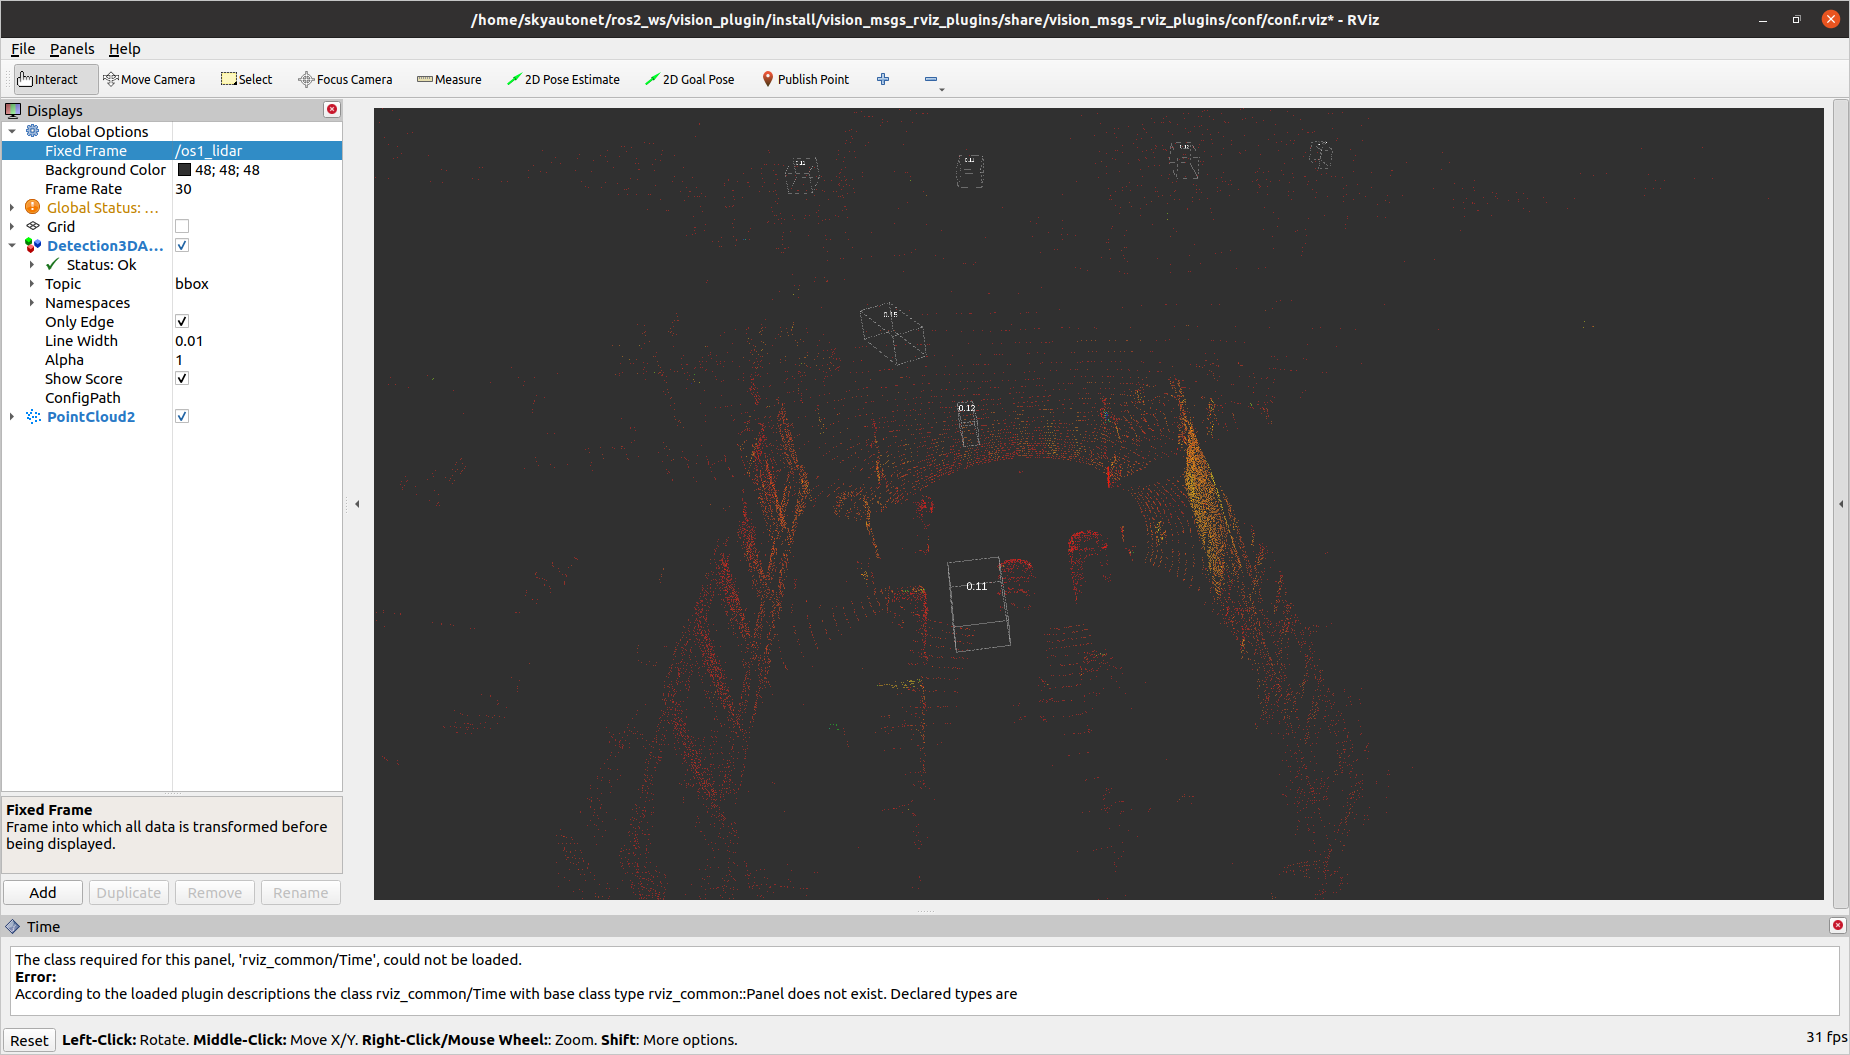 /home/skyautonet/ros2_ws/vision_plugin/install/vision_msgs_rviz_plugins/share/vision_msgs_rviz_plugins/conf/conf.rviz* - RViz
File Panels Help
Interact Move Camera Select Focus Camera Measure 2D Pose Estimate 2D Goal Pose Publish Point
Displays
Global Options
Fixed Frame /os1_lidar
Background Color 48; 48; 48
Frame Rate 30
Global Status: ...
Grid
Detection3DA...
Status: Ok
Topic bbox
Namespaces
Only Edge
Line Width 0.01
Alpha 1
Show Score
ConfigPath
PointCloud2
0.15
0.12
0.11
Fixed Frame
Frame into which all data is transformed before
being displayed.
Add Duplicate Remove Rename
Time
The class required for this panel, 'rviz_common/Time', could not be loaded.
Error:
According to the loaded plugin descriptions the class rviz_common/Time with base class type rviz_common::Panel does not exist. Declared types are
Reset Left-Click: Rotate. Middle-Click: Move X/Y. Right-Click/Mouse Wheel:: Zoom. Shift: More options. 31 fps